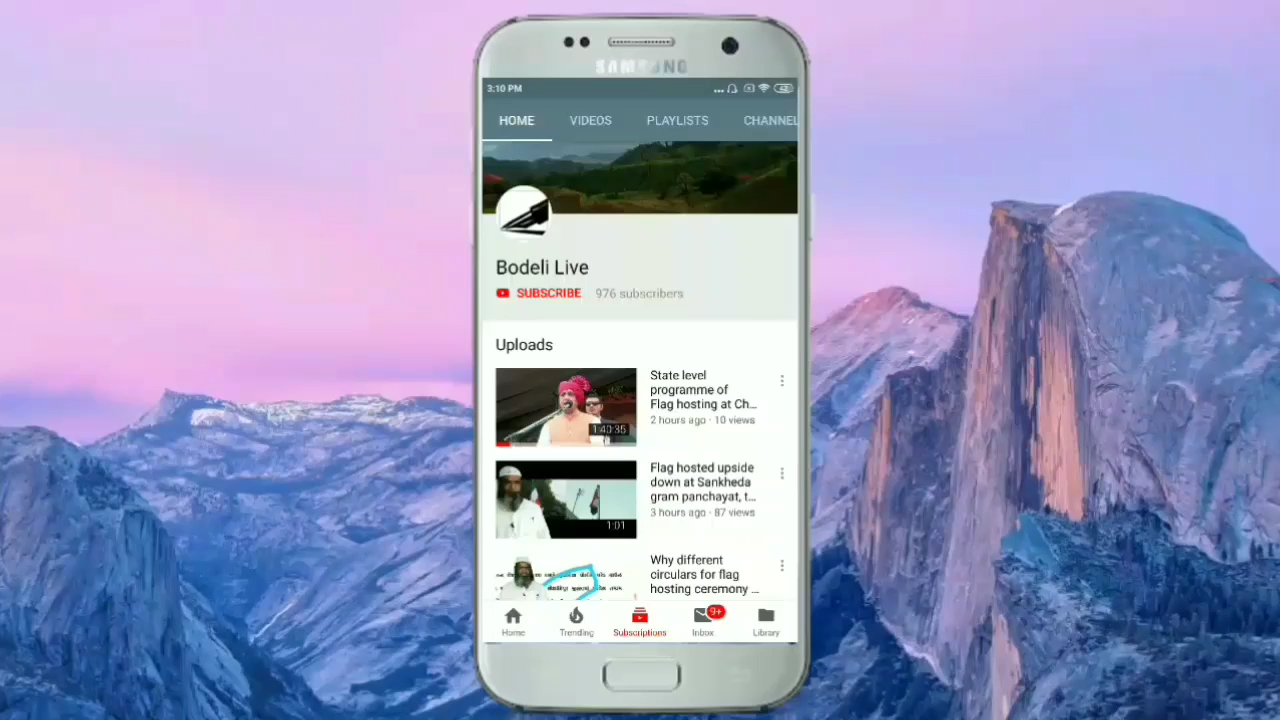 SAMSUNG
3:10 PM
HOME VIDEOS PLAYLISTS CHANNEL
Bodeli Live
SUBSCRIBE 976 subscribers
Uploads
1:40:35
State level
programme of
Flag hosting at Ch...
2 hours ago · 10 views
1:01
Flag hosted upside
down at Sankheda
gram panchayat, t...
3 hours ago · 87 views
Why different
circulars for flag
hosting ceremony ...
9+
Home Trending Subscriptions Inbox Library